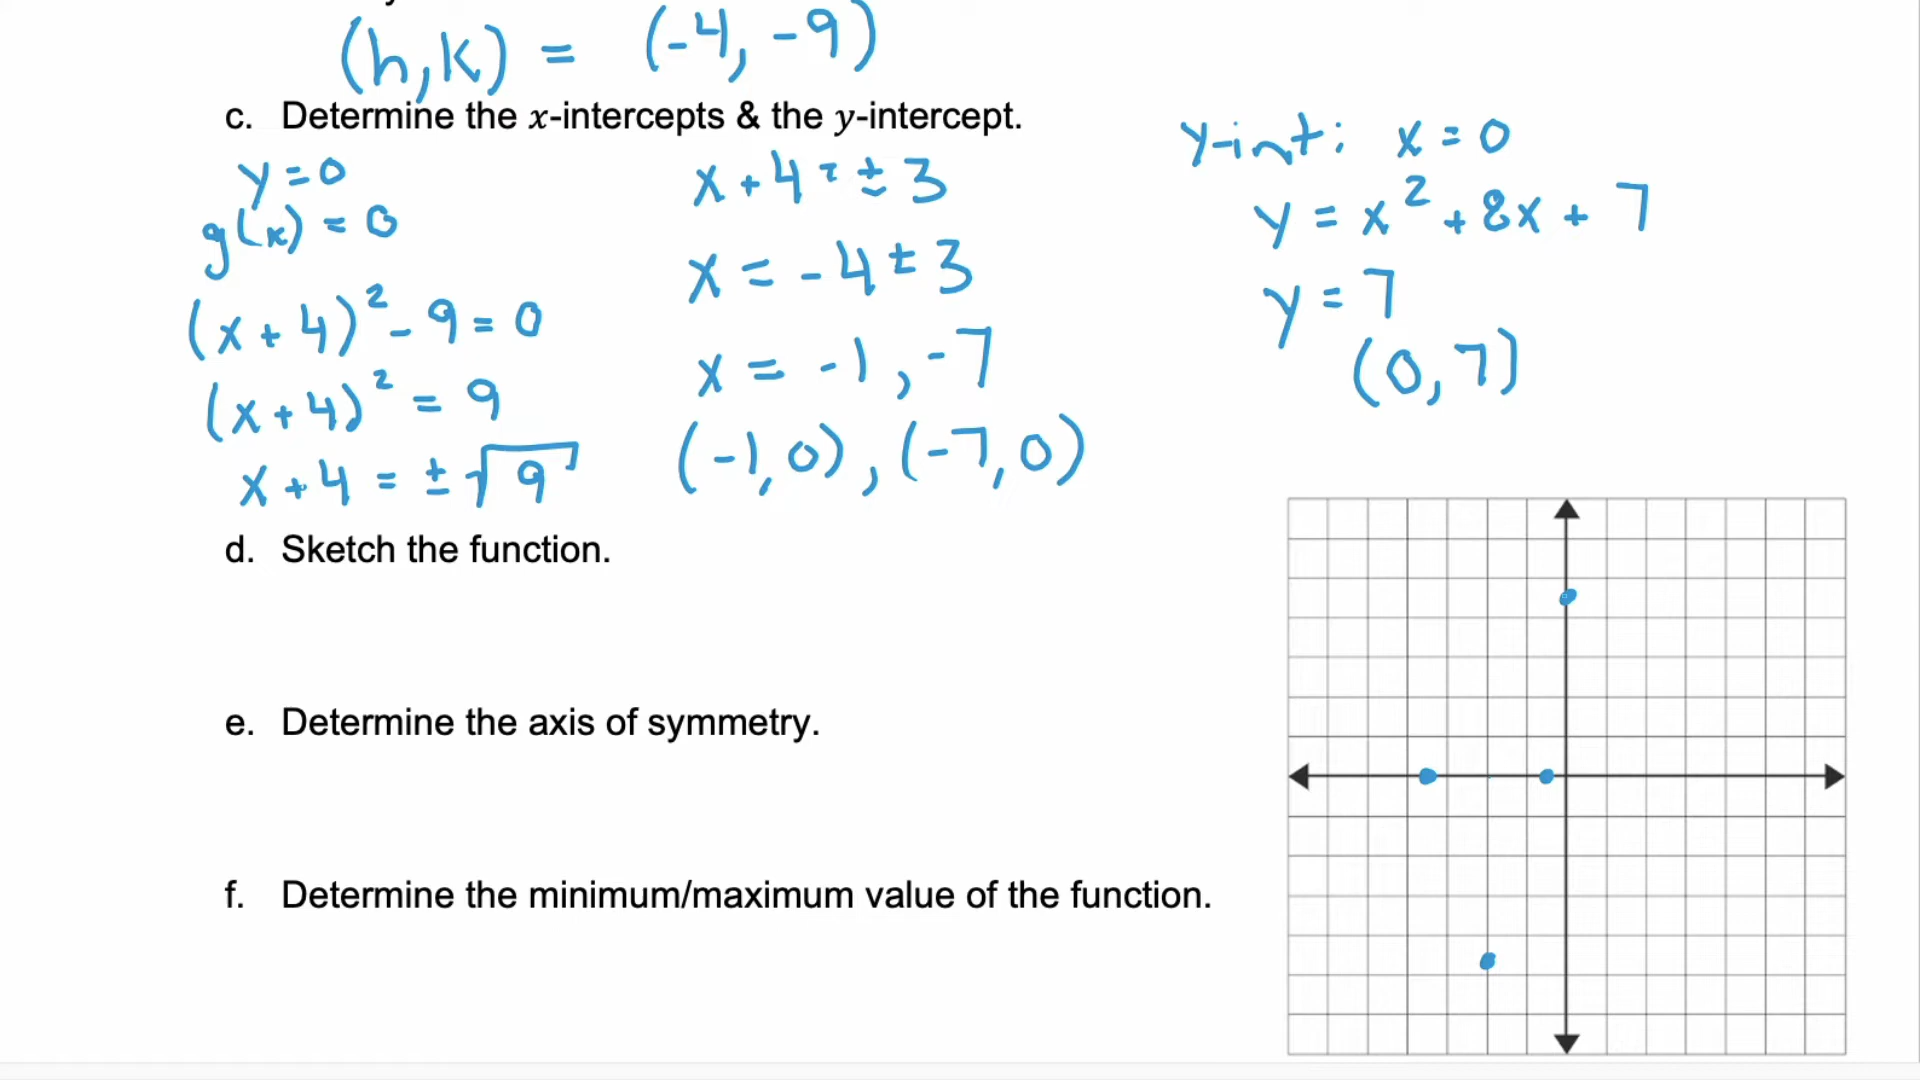 (h,k) = (-4, -9)
c. Determine the x-intercepts & the y-intercept.
y=0
g(x) = 0
(x+4)² - 9 = 0
(x+4)² = 9
x+4 = ±√9
x+4 = ±3
x = -4±3
x = -1, -7
(-1,0), (-7,0)
y-int: x=0
y = x² + 8x + 7
y = 7
(0,7)
d. Sketch the function.
e. Determine the axis of symmetry.
f. Determine the minimum/maximum value of the function.